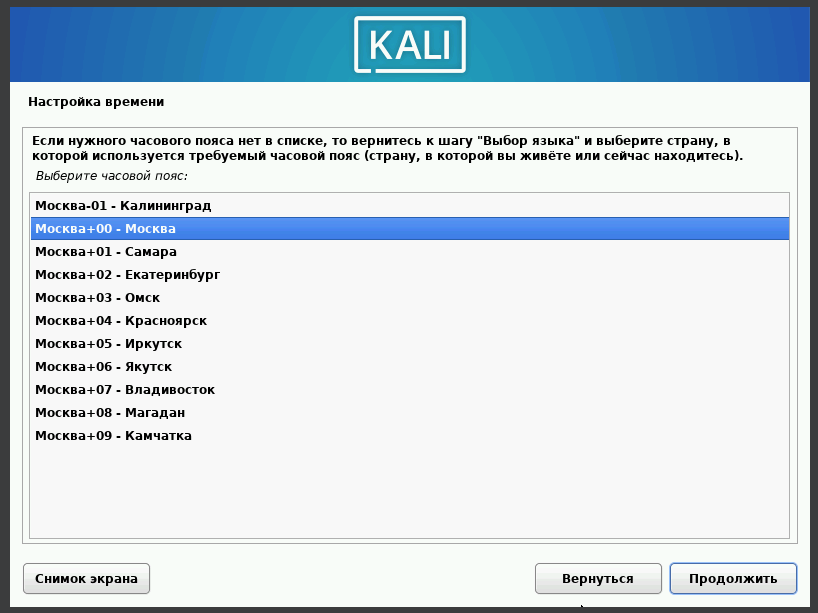 KALI
Настройка времени
Если нужного часового пояса нет в списке, то вернитесь к шагу "Выбор языка" и выберите страну, в
которой используется требуемый часовой пояс (страну, в которой вы живёте или сейчас находитесь).
Выберите часовой пояс:
Москва-01 - Калининград
Москва+00 - Москва
Москва+01 - Самара
Москва+02 - Екатеринбург
Москва+03 - Омск
Москва+04 - Красноярск
Москва+05 - Иркутск
Москва+06 - Якутск
Москва+07 - Владивосток
Москва+08 - Магадан
Москва+09 - Камчатка
Снимок экрана Вернуться Продолжить